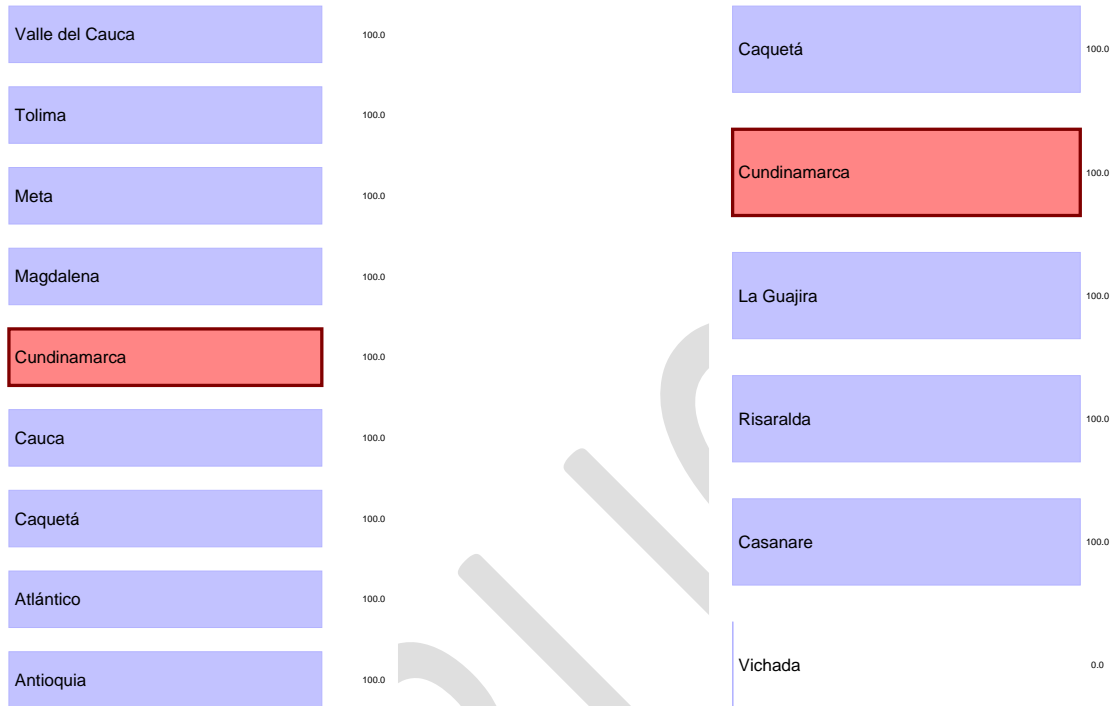 Valle del Cauca 100.0
Tolima 100.0
Meta 100.0
Magdalena 100.0
Cundinamarca 100.0
Cauca 100.0
Caquetá 100.0
Atlántico 100.0
Antioquia 100.0
Caquetá 100.0
Cundinamarca 100.0
La Guajira 100.0
Risaralda 100.0
Casanare 100.0
Vichada 0.0